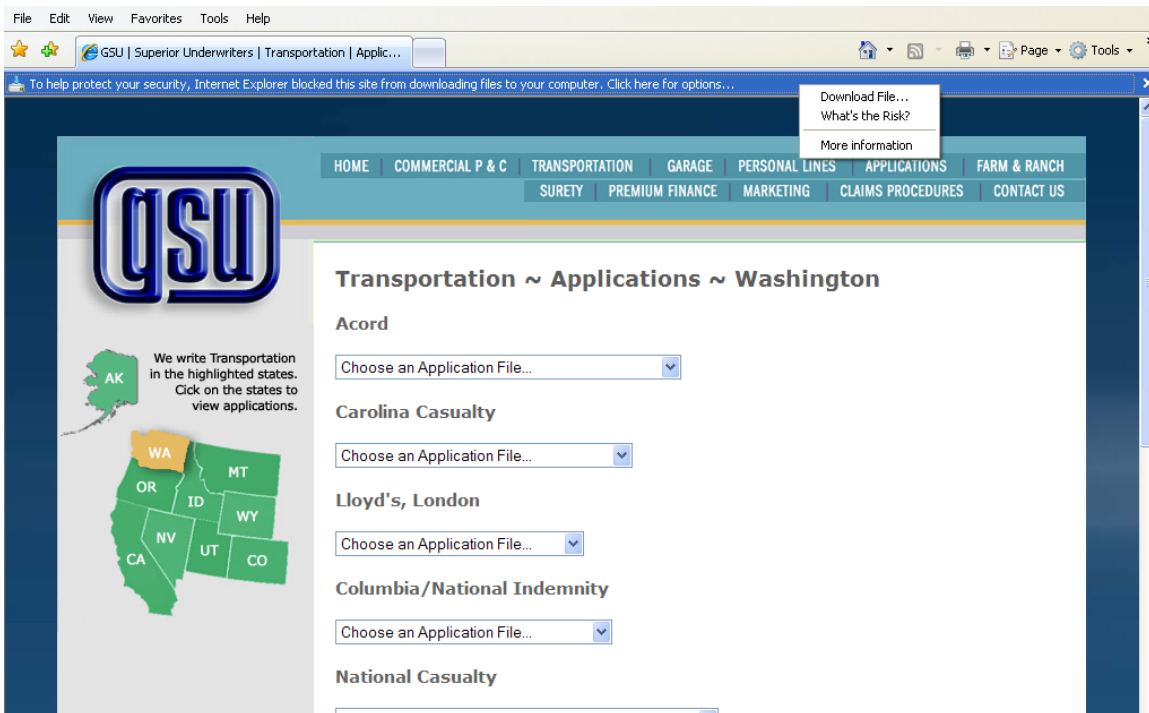 File Edit View Favorites Tools Help
GSU | Superior Underwriters | Transportation | Applic...
Page Tools
To help protect your security, Internet Explorer blocked this site from downloading files to your computer. Click here for options...
Download File...
What's the Risk?
More information
HOME | COMMERCIAL P & C | TRANSPORTATION | GARAGE | PERSONAL LINES | APPLICATIONS | FARM & RANCH
SURETY | PREMIUM FINANCE | MARKETING | CLAIMS PROCEDURES | CONTACT US
gsu
Transportation ~ Applications ~ Washington
Acord
Choose an Application File...
Carolina Casualty
Choose an Application File...
Lloyd's, London
Choose an Application File...
Columbia/National Indemnity
Choose an Application File...
National Casualty
We write Transportation
in the highlighted states.
Cick on the states to
view applications.
AK
WA
MT
OR
ID
WY
NV
UT
CA
CO